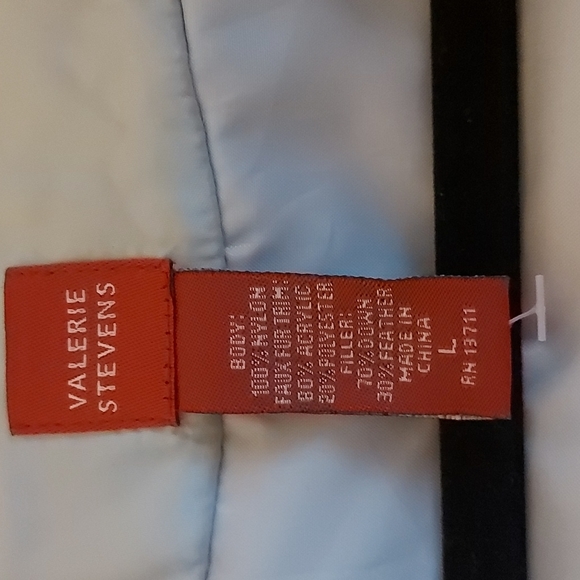 VALERIE
STEVENS
BODY:
100% NYLON
FAUX FUR TRIM:
80% ACRYLIC
20% POLYESTER
FILLER:
70% DOWN
30% FEATHER
MADE IN
CHINA
L
RN 13711